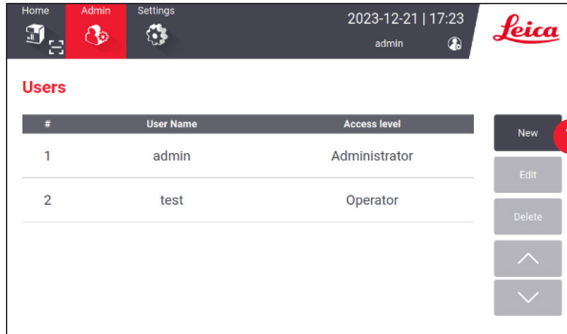 Home Admin Settings
2023-12-21 | 17:23
admin
Leica
Users
# User Name Access level
New
1 admin Administrator
Edit
2 test Operator
Delete